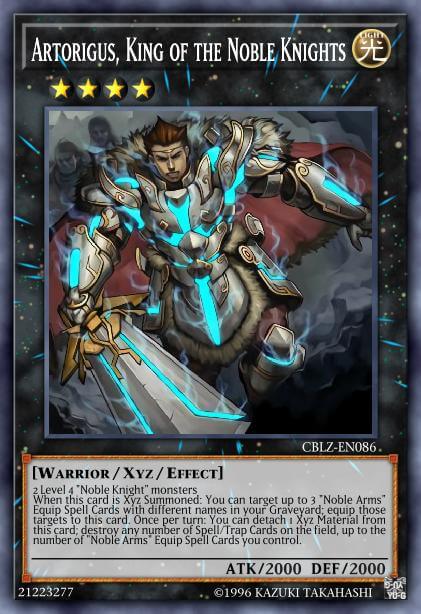 ARTORIGUS, KING OF THE NOBLE KNIGHTS
LIGHT
光
CBLZ-EN086
[WARRIOR / XYZ / EFFECT]
2 Level 4 "Noble Knight" monsters
When this card is Xyz Summoned: You can target up to 3 "Noble Arms"
Equip Spell Cards with different names in your Graveyard; equip those
targets to this card. Once per turn: You can detach 1 Xyz Material from
this card; destroy any number of Spell/Trap Cards on the field, up to the
number of "Noble Arms" Equip Spell Cards you control.
ATK/2000 DEF/2000
21223277
©1996 KAZUKI TAKAHASHI